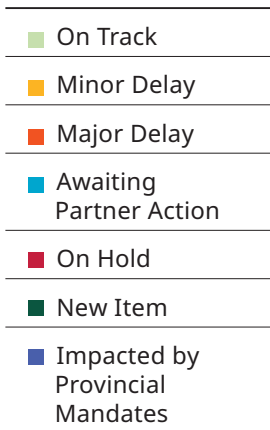 On Track
Minor Delay
Major Delay
Awaiting
Partner Action
On Hold
New Item
Impacted by
Provincial
Mandates